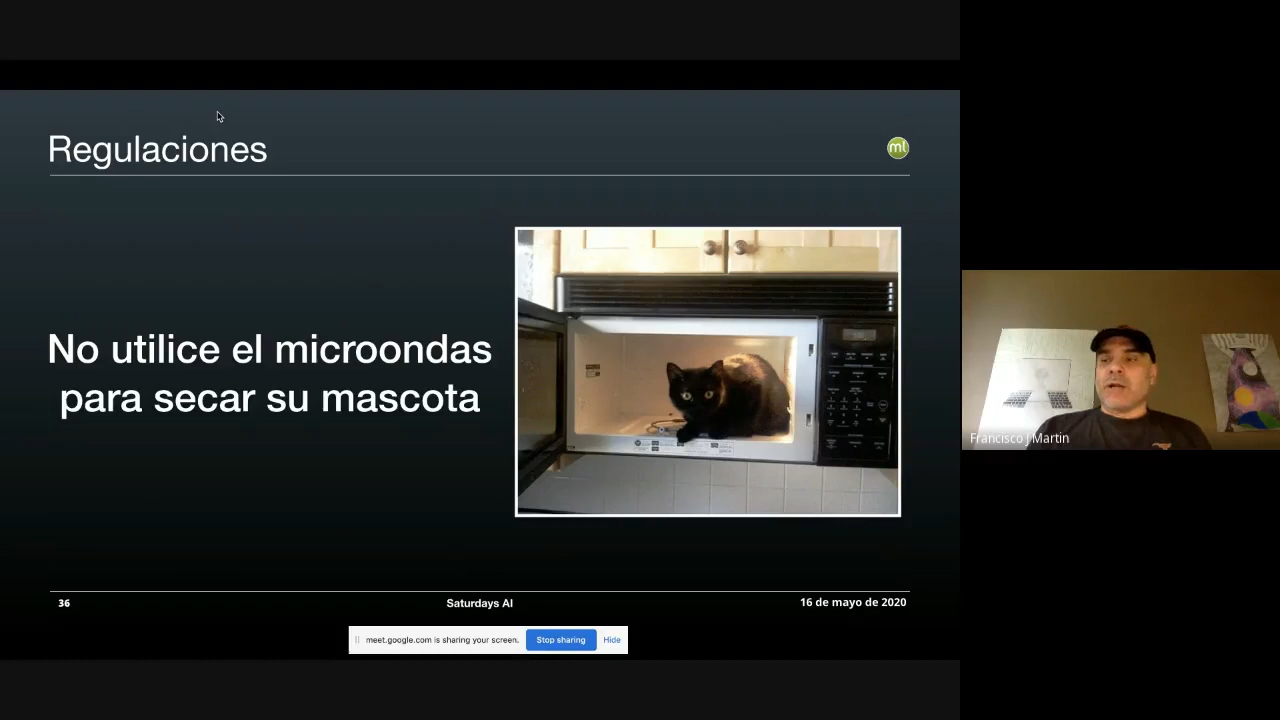 Regulaciones
ml
No utilice el microondas
para secar su mascota
36
Saturdays AI
16 de mayo de 2020
meet.google.com is sharing your screen.
Stop sharing
Hide
Francisco J Martin